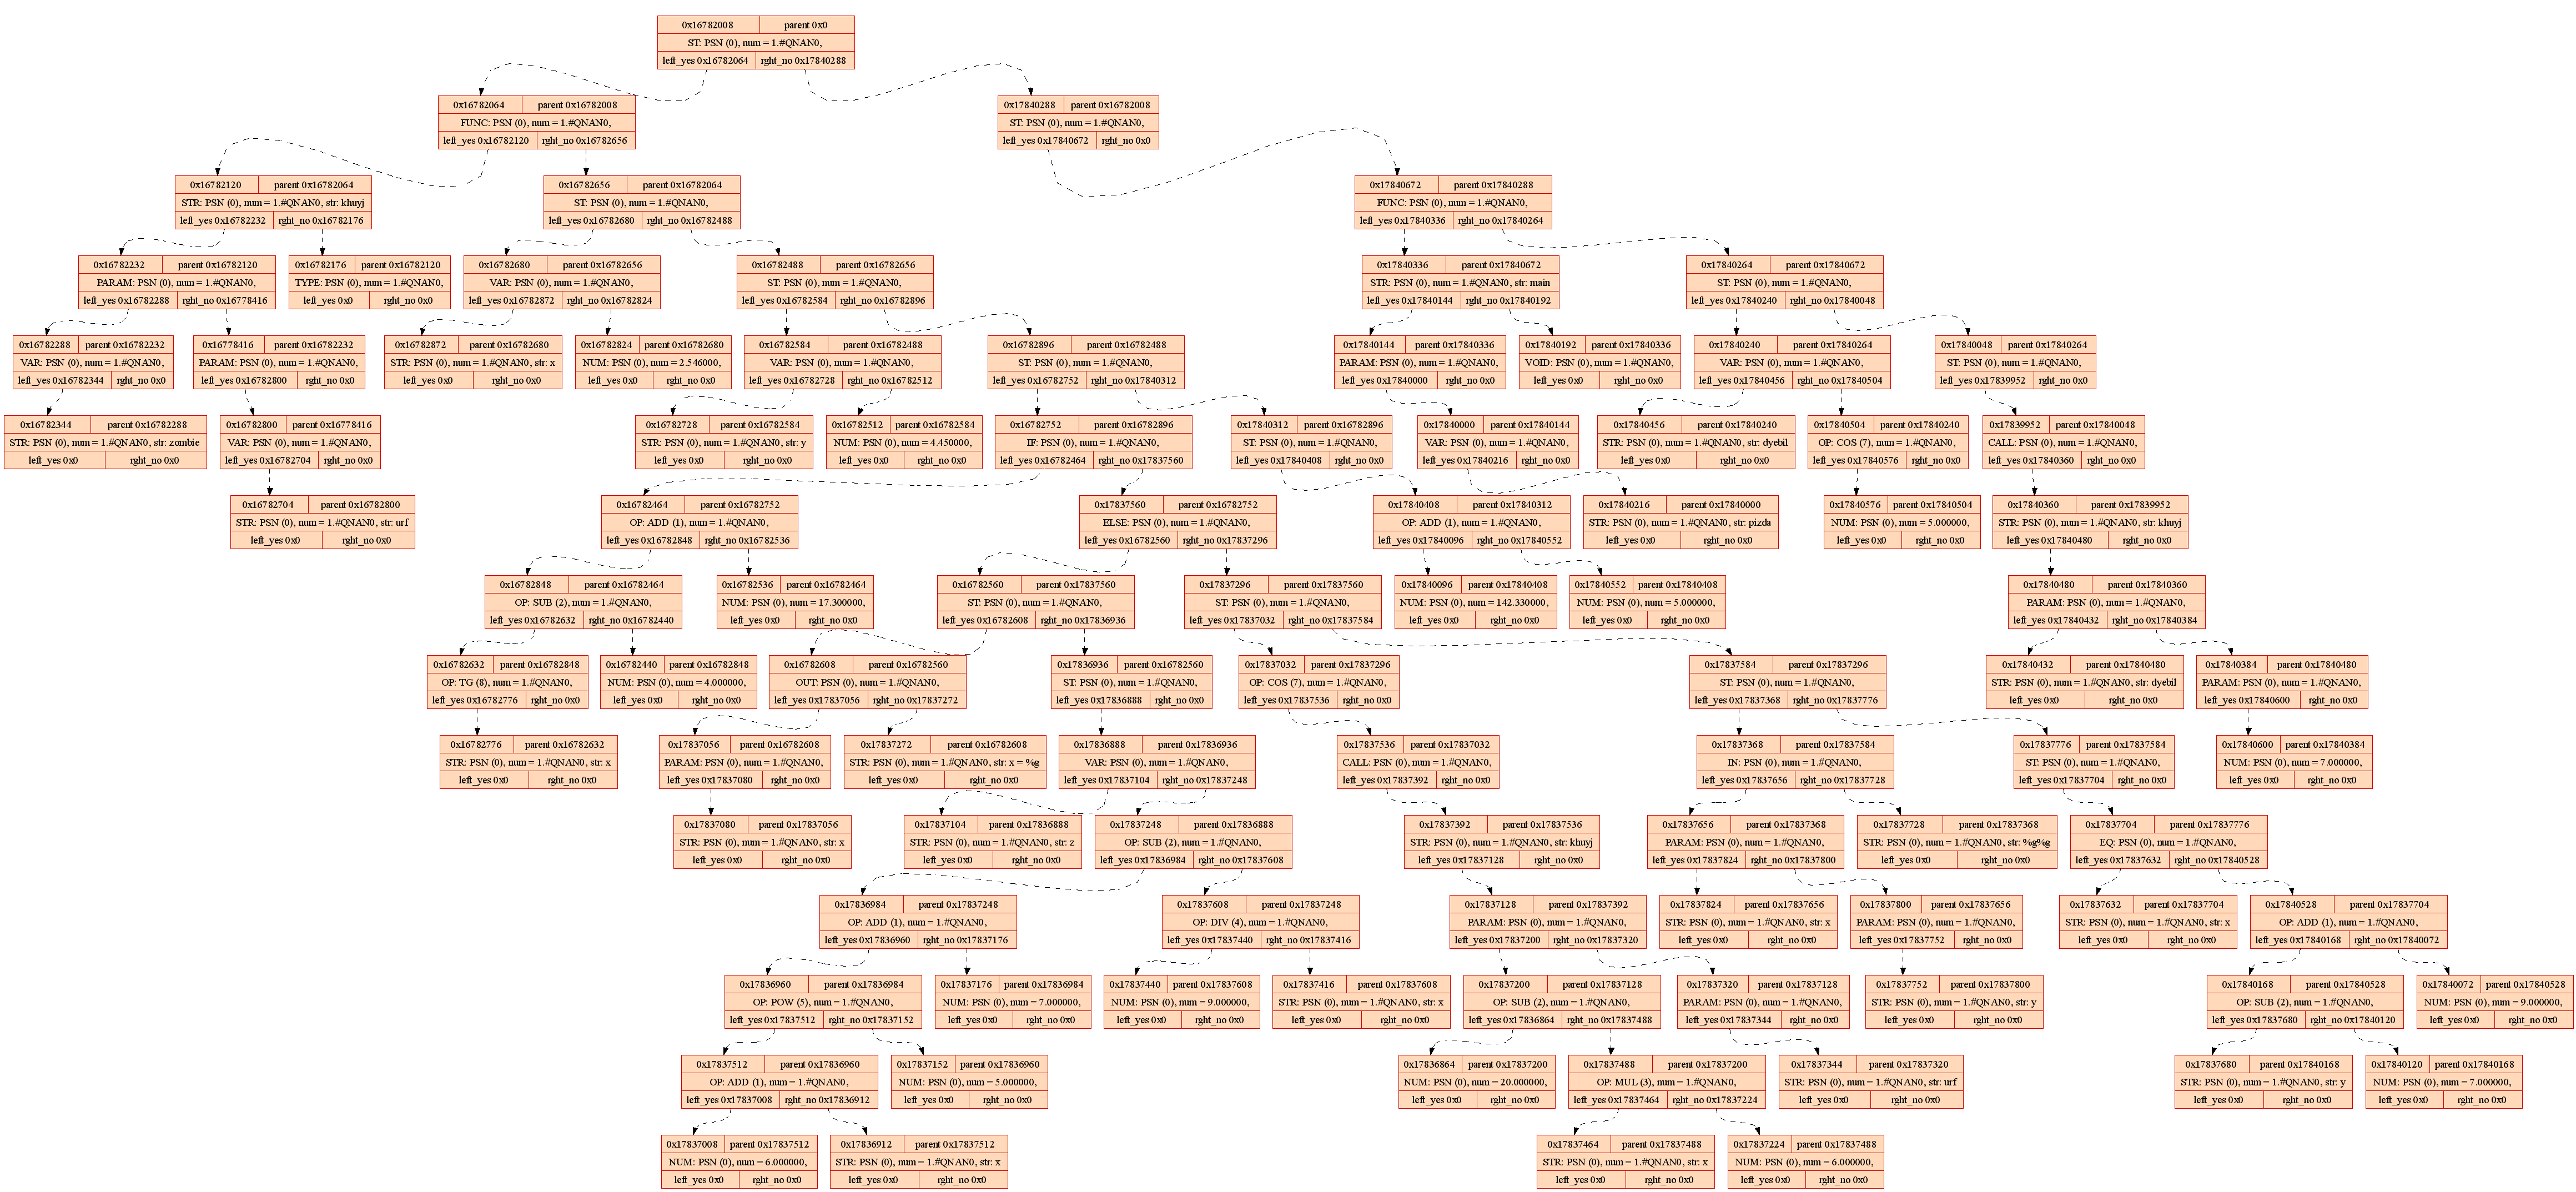 0x16782008 parent 0x0
ST: PSN (0), num = 1.#QNAN0,
left_yes 0x16782064 rght_no 0x17840288
0x16782064 parent 0x16782008
FUNC: PSN (0), num = 1.#QNAN0,
left_yes 0x16782120 rght_no 0x16782656
0x17840288 parent 0x16782008
ST: PSN (0), num = 1.#QNAN0,
left_yes 0x17840672 rght_no 0x0
0x16782120 parent 0x16782064
STR: PSN (0), num = 1.#QNAN0, str: khuyj
left_yes 0x16782232 rght_no 0x16782176
0x16782656 parent 0x16782064
ST: PSN (0), num = 1.#QNAN0,
left_yes 0x16782680 rght_no 0x16782488
0x17840672 parent 0x17840288
FUNC: PSN (0), num = 1.#QNAN0,
left_yes 0x17840336 rght_no 0x17840264
0x16782232 parent 0x16782120
PARAM: PSN (0), num = 1.#QNAN0,
left_yes 0x16782288 rght_no 0x16778416
0x16782176 parent 0x16782120
TYPE: PSN (0), num = 1.#QNAN0,
left_yes 0x0 rght_no 0x0
0x16782680 parent 0x16782656
VAR: PSN (0), num = 1.#QNAN0,
left_yes 0x16782872 rght_no 0x16782824
0x16782488 parent 0x16782656
ST: PSN (0), num = 1.#QNAN0,
left_yes 0x16782584 rght_no 0x16782896
0x17840336 parent 0x17840672
STR: PSN (0), num = 1.#QNAN0, str: main
left_yes 0x17840144 rght_no 0x17840192
0x17840264 parent 0x17840672
ST: PSN (0), num = 1.#QNAN0,
left_yes 0x17840240 rght_no 0x17840048
0x16782288 parent 0x16782232
VAR: PSN (0), num = 1.#QNAN0,
left_yes 0x16782344 rght_no 0x0
0x16778416 parent 0x16782232
PARAM: PSN (0), num = 1.#QNAN0,
left_yes 0x16782800 rght_no 0x0
0x16782872 parent 0x16782680
STR: PSN (0), num = 1.#QNAN0, str: x
left_yes 0x0 rght_no 0x0
0x16782824 parent 0x16782680
NUM: PSN (0), num = 2.546000,
left_yes 0x0 rght_no 0x0
0x16782584 parent 0x16782488
VAR: PSN (0), num = 1.#QNAN0,
left_yes 0x16782728 rght_no 0x16782512
0x16782896 parent 0x16782488
ST: PSN (0), num = 1.#QNAN0,
left_yes 0x16782752 rght_no 0x17840312
0x17840144 parent 0x17840336
PARAM: PSN (0), num = 1.#QNAN0,
left_yes 0x17840000 rght_no 0x0
0x17840192 parent 0x17840336
VOID: PSN (0), num = 1.#QNAN0,
left_yes 0x0 rght_no 0x0
0x17840240 parent 0x17840264
VAR: PSN (0), num = 1.#QNAN0,
left_yes 0x17840456 rght_no 0x17840504
0x17840048 parent 0x17840264
ST: PSN (0), num = 1.#QNAN0,
left_yes 0x17839952 rght_no 0x0
0x16782344 parent 0x16782288
STR: PSN (0), num = 1.#QNAN0, str: zombie
left_yes 0x0 rght_no 0x0
0x16782800 parent 0x16778416
VAR: PSN (0), num = 1.#QNAN0,
left_yes 0x16782704 rght_no 0x0
0x16782728 parent 0x16782584
STR: PSN (0), num = 1.#QNAN0, str: y
left_yes 0x0 rght_no 0x0
0x16782512 parent 0x16782584
NUM: PSN (0), num = 4.450000,
left_yes 0x0 rght_no 0x0
0x16782752 parent 0x16782896
IF: PSN (0), num = 1.#QNAN0,
left_yes 0x16782464 rght_no 0x17837560
0x17840312 parent 0x16782896
ST: PSN (0), num = 1.#QNAN0,
left_yes 0x17840408 rght_no 0x0
0x17840000 parent 0x17840144
VAR: PSN (0), num = 1.#QNAN0,
left_yes 0x17840216 rght_no 0x0
0x17840456 parent 0x17840240
STR: PSN (0), num = 1.#QNAN0, str: dyebil
left_yes 0x0 rght_no 0x0
0x17840504 parent 0x17840240
OP: COS (7), num = 1.#QNAN0,
left_yes 0x17840576 rght_no 0x0
0x17839952 parent 0x17840048
CALL: PSN (0), num = 1.#QNAN0,
left_yes 0x17840360 rght_no 0x0
0x16782704 parent 0x16782800
STR: PSN (0), num = 1.#QNAN0, str: urf
left_yes 0x0 rght_no 0x0
0x16782464 parent 0x16782752
OP: ADD (1), num = 1.#QNAN0,
left_yes 0x16782848 rght_no 0x16782536
0x17837560 parent 0x16782752
ELSE: PSN (0), num = 1.#QNAN0,
left_yes 0x16782560 rght_no 0x17837296
0x17840408 parent 0x17840312
OP: ADD (1), num = 1.#QNAN0,
left_yes 0x17840096 rght_no 0x17840552
0x17840216 parent 0x17840000
STR: PSN (0), num = 1.#QNAN0, str: pizda
left_yes 0x0 rght_no 0x0
0x17840576 parent 0x17840504
NUM: PSN (0), num = 5.000000,
left_yes 0x0 rght_no 0x0
0x17840360 parent 0x17839952
STR: PSN (0), num = 1.#QNAN0, str: khuyj
left_yes 0x17840480 rght_no 0x0
0x16782848 parent 0x16782464
OP: SUB (2), num = 1.#QNAN0,
left_yes 0x16782632 rght_no 0x16782440
0x16782536 parent 0x16782464
NUM: PSN (0), num = 17.300000,
left_yes 0x0 rght_no 0x0
0x16782560 parent 0x17837560
ST: PSN (0), num = 1.#QNAN0,
left_yes 0x16782608 rght_no 0x17836936
0x17837296 parent 0x17837560
ST: PSN (0), num = 1.#QNAN0,
left_yes 0x17837032 rght_no 0x17837584
0x17840096 parent 0x17840408
NUM: PSN (0), num = 142.330000,
left_yes 0x0 rght_no 0x0
0x17840552 parent 0x17840408
NUM: PSN (0), num = 5.000000,
left_yes 0x0 rght_no 0x0
0x17840480 parent 0x17840360
PARAM: PSN (0), num = 1.#QNAN0,
left_yes 0x17840432 rght_no 0x17840384
0x16782632 parent 0x16782848
OP: TG (8), num = 1.#QNAN0,
left_yes 0x16782776 rght_no 0x0
0x16782440 parent 0x16782848
NUM: PSN (0), num = 4.000000,
left_yes 0x0 rght_no 0x0
0x16782608 parent 0x16782560
OUT: PSN (0), num = 1.#QNAN0,
left_yes 0x17837056 rght_no 0x17837272
0x17836936 parent 0x16782560
ST: PSN (0), num = 1.#QNAN0,
left_yes 0x17836888 rght_no 0x0
0x17837032 parent 0x17837296
OP: COS (7), num = 1.#QNAN0,
left_yes 0x17837536 rght_no 0x0
0x17837584 parent 0x17837296
ST: PSN (0), num = 1.#QNAN0,
left_yes 0x17837368 rght_no 0x17837776
0x17840432 parent 0x17840480
STR: PSN (0), num = 1.#QNAN0, str: dyebil
left_yes 0x0 rght_no 0x0
0x17840384 parent 0x17840480
PARAM: PSN (0), num = 1.#QNAN0,
left_yes 0x17840600 rght_no 0x0
0x16782776 parent 0x16782632
STR: PSN (0), num = 1.#QNAN0, str: x
left_yes 0x0 rght_no 0x0
0x17837056 parent 0x16782608
PARAM: PSN (0), num = 1.#QNAN0,
left_yes 0x17837080 rght_no 0x0
0x17837272 parent 0x16782608
STR: PSN (0), num = 1.#QNAN0, str: x = %g
left_yes 0x0 rght_no 0x0
0x17836888 parent 0x17836936
VAR: PSN (0), num = 1.#QNAN0,
left_yes 0x17837104 rght_no 0x17837248
0x17837536 parent 0x17837032
CALL: PSN (0), num = 1.#QNAN0,
left_yes 0x17837392 rght_no 0x0
0x17837368 parent 0x17837584
IN: PSN (0), num = 1.#QNAN0,
left_yes 0x17837656 rght_no 0x17837728
0x17837776 parent 0x17837584
ST: PSN (0), num = 1.#QNAN0,
left_yes 0x17837704 rght_no 0x0
0x17840600 parent 0x17840384
NUM: PSN (0), num = 7.000000,
left_yes 0x0 rght_no 0x0
0x17837080 parent 0x17837056
STR: PSN (0), num = 1.#QNAN0, str: x
left_yes 0x0 rght_no 0x0
0x17837104 parent 0x17836888
STR: PSN (0), num = 1.#QNAN0, str: z
left_yes 0x0 rght_no 0x0
0x17837248 parent 0x17836888
OP: SUB (2), num = 1.#QNAN0,
left_yes 0x17836984 rght_no 0x17837608
0x17837392 parent 0x17837536
STR: PSN (0), num = 1.#QNAN0, str: khuyj
left_yes 0x17837128 rght_no 0x0
0x17837656 parent 0x17837368
PARAM: PSN (0), num = 1.#QNAN0,
left_yes 0x17837824 rght_no 0x17837800
0x17837728 parent 0x17837368
STR: PSN (0), num = 1.#QNAN0, str: %g%g
left_yes 0x0 rght_no 0x0
0x17837704 parent 0x17837776
EQ: PSN (0), num = 1.#QNAN0,
left_yes 0x17837632 rght_no 0x17840528
0x17836984 parent 0x17837248
OP: ADD (1), num = 1.#QNAN0,
left_yes 0x17836960 rght_no 0x17837176
0x17837608 parent 0x17837248
OP: DIV (4), num = 1.#QNAN0,
left_yes 0x17837440 rght_no 0x17837416
0x17837128 parent 0x17837392
PARAM: PSN (0), num = 1.#QNAN0,
left_yes 0x17837200 rght_no 0x17837320
0x17837824 parent 0x17837656
STR: PSN (0), num = 1.#QNAN0, str: x
left_yes 0x0 rght_no 0x0
0x17837800 parent 0x17837656
PARAM: PSN (0), num = 1.#QNAN0,
left_yes 0x17837752 rght_no 0x0
0x17837632 parent 0x17837704
STR: PSN (0), num = 1.#QNAN0, str: x
left_yes 0x0 rght_no 0x0
0x17840528 parent 0x17837704
OP: ADD (1), num = 1.#QNAN0,
left_yes 0x17840168 rght_no 0x17840072
0x17836960 parent 0x17836984
OP: POW (5), num = 1.#QNAN0,
left_yes 0x17837512 rght_no 0x17837152
0x17837176 parent 0x17836984
NUM: PSN (0), num = 7.000000,
left_yes 0x0 rght_no 0x0
0x17837440 parent 0x17837608
NUM: PSN (0), num = 9.000000,
left_yes 0x0 rght_no 0x0
0x17837416 parent 0x17837608
STR: PSN (0), num = 1.#QNAN0, str: x
left_yes 0x0 rght_no 0x0
0x17837200 parent 0x17837128
OP: SUB (2), num = 1.#QNAN0,
left_yes 0x17836864 rght_no 0x17837488
0x17837320 parent 0x17837128
PARAM: PSN (0), num = 1.#QNAN0,
left_yes 0x17837344 rght_no 0x0
0x17837752 parent 0x17837800
STR: PSN (0), num = 1.#QNAN0, str: y
left_yes 0x0 rght_no 0x0
0x17840168 parent 0x17840528
OP: SUB (2), num = 1.#QNAN0,
left_yes 0x17837680 rght_no 0x17840120
0x17840072 parent 0x17840528
NUM: PSN (0), num = 9.000000,
left_yes 0x0 rght_no 0x0
0x17837512 parent 0x17836960
OP: ADD (1), num = 1.#QNAN0,
left_yes 0x17837008 rght_no 0x17836912
0x17837152 parent 0x17836960
NUM: PSN (0), num = 5.000000,
left_yes 0x0 rght_no 0x0
0x17836864 parent 0x17837200
NUM: PSN (0), num = 20.000000,
left_yes 0x0 rght_no 0x0
0x17837488 parent 0x17837200
OP: MUL (3), num = 1.#QNAN0,
left_yes 0x17837464 rght_no 0x17837224
0x17837344 parent 0x17837320
STR: PSN (0), num = 1.#QNAN0, str: urf
left_yes 0x0 rght_no 0x0
0x17837680 parent 0x17840168
STR: PSN (0), num = 1.#QNAN0, str: y
left_yes 0x0 rght_no 0x0
0x17840120 parent 0x17840168
NUM: PSN (0), num = 7.000000,
left_yes 0x0 rght_no 0x0
0x17837008 parent 0x17837512
NUM: PSN (0), num = 6.000000,
left_yes 0x0 rght_no 0x0
0x17836912 parent 0x17837512
STR: PSN (0), num = 1.#QNAN0, str: x
left_yes 0x0 rght_no 0x0
0x17837464 parent 0x17837488
STR: PSN (0), num = 1.#QNAN0, str: x
left_yes 0x0 rght_no 0x0
0x17837224 parent 0x17837488
NUM: PSN (0), num = 6.000000,
left_yes 0x0 rght_no 0x0